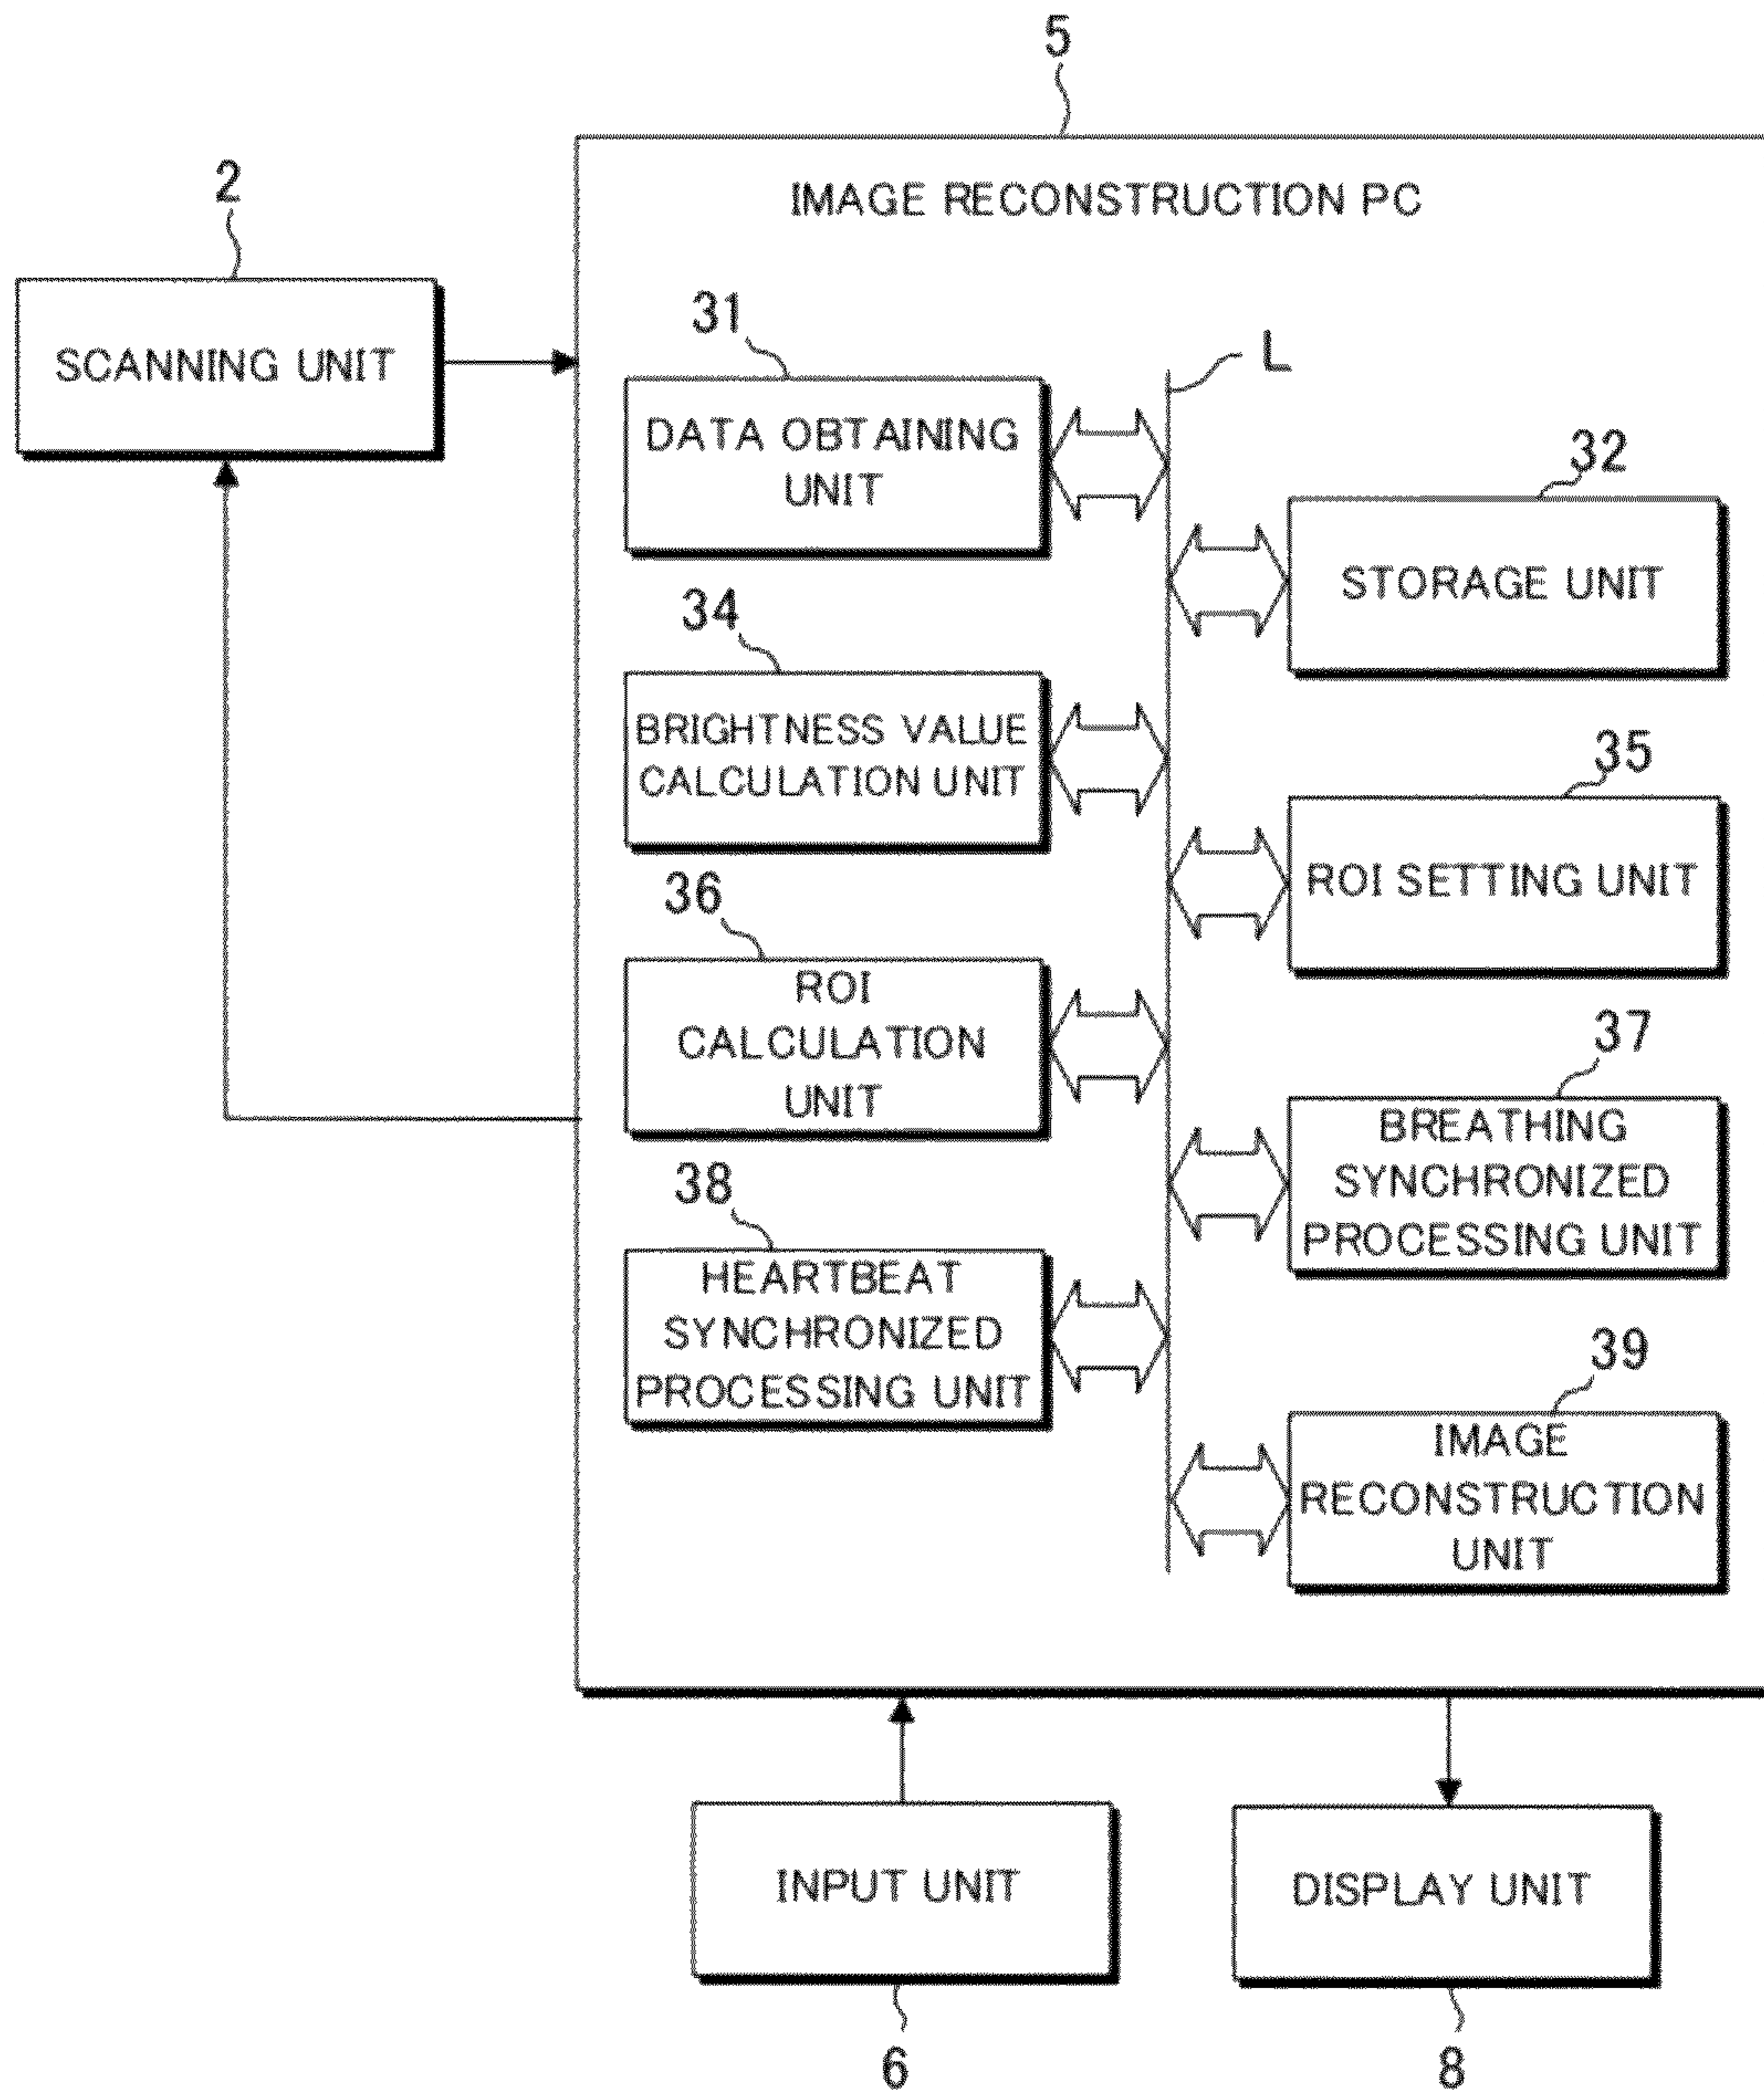 5
IMAGE RECONSTRUCTION PC
2
SCANNING UNIT
31
DATA OBTAINING
UNIT
L
32
STORAGE UNIT
34
BRIGHTNESS VALUE
CALCULATION UNIT
35
ROI SETTING UNIT
36
ROI
CALCULATION
UNIT
37
BREATHING
SYNCHRONIZED
PROCESSING UNIT
38
HEARTBEAT
SYNCHRONIZED
PROCESSING UNIT
39
IMAGE
RECONSTRUCTION
UNIT
INPUT UNIT
6
DISPLAY UNIT
8